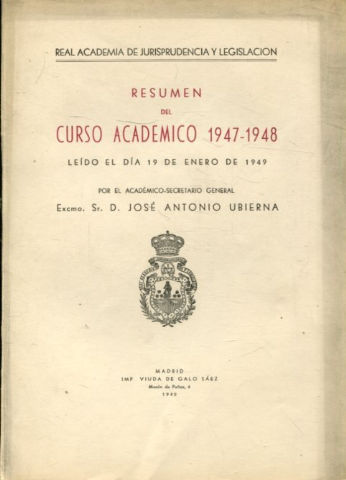 REAL ACADEMIA DE JURISPRUDENCIA Y LEGISLACION
RESUMEN
DEL
CURSO ACADEMICO 1947-1948
LEÍDO EL DÍA 19 DE ENERO DE 1949
POR EL ACADÉMICO-SECRETARIO GENERAL
Excmo. Sr. D. JOSÉ ANTONIO UBIERNA
MADRID
IMP. VIUDA DE GALO SÁEZ
Mesón de Paños, 6
1949